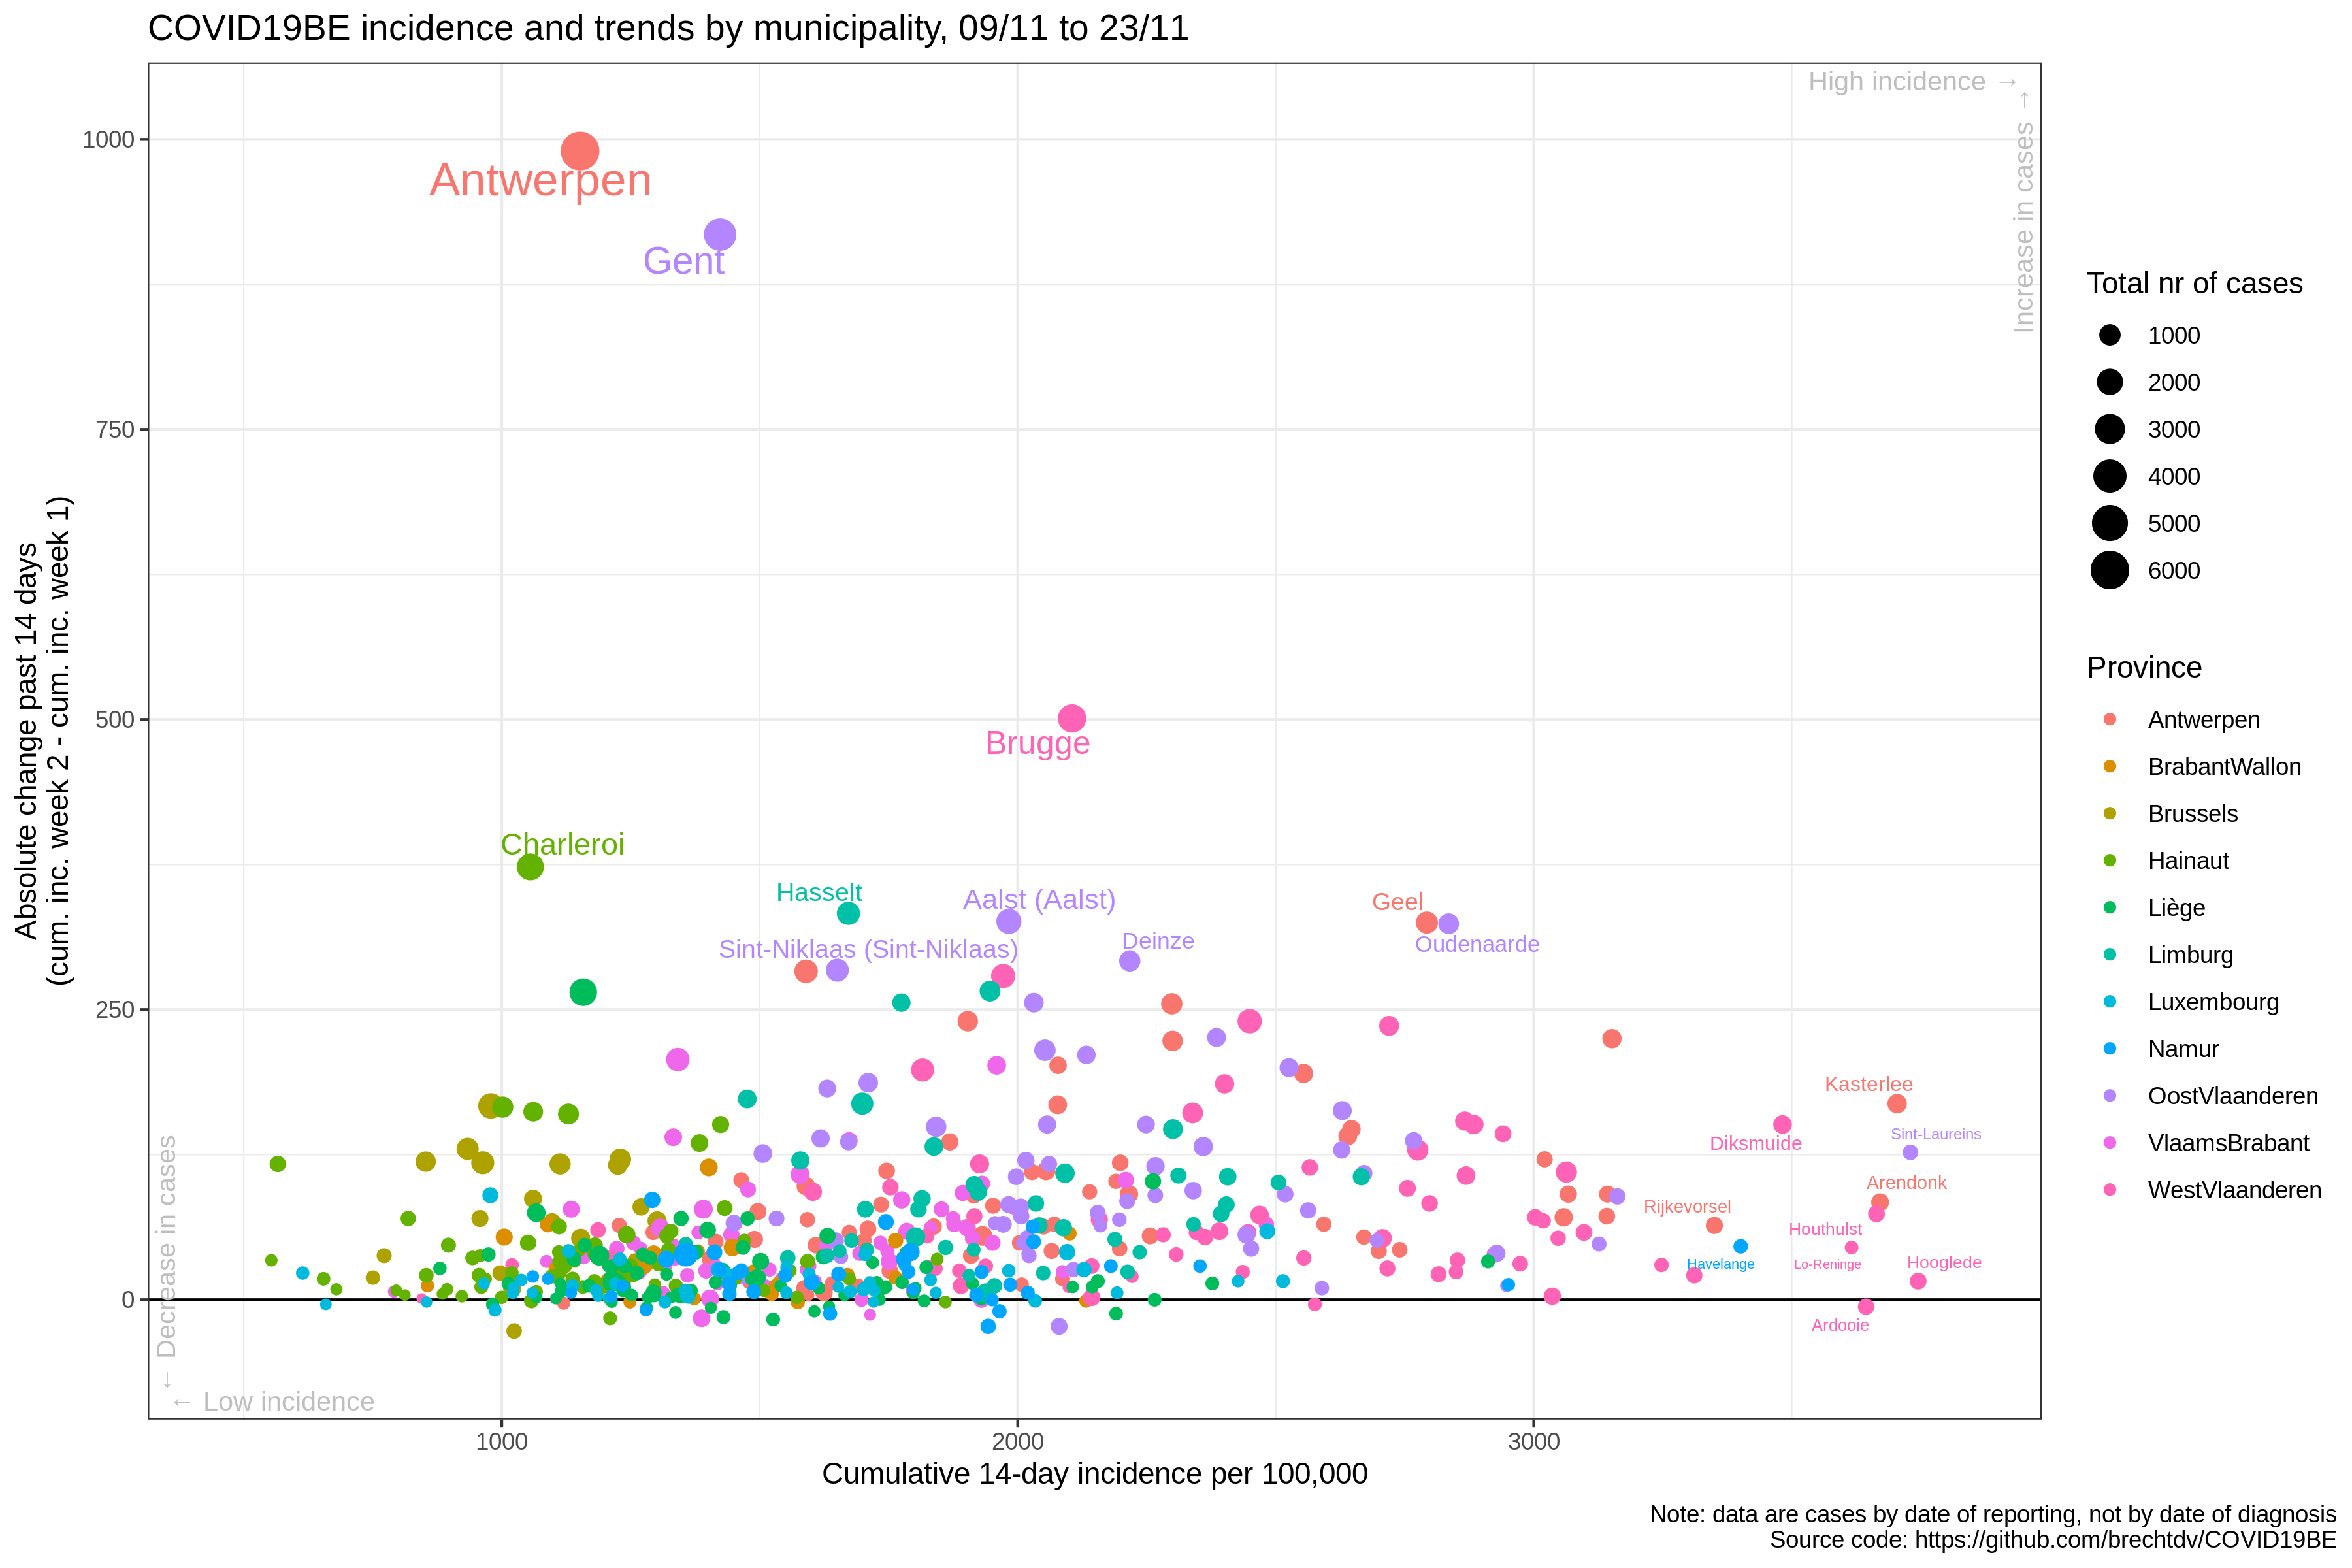 COVID19BE incidence and trends by municipality, 09/11 to 23/11
High incidence →
Increase in cases →
1000
750
500
250
0
Absolute change past 14 days
(cum. inc. week 2 - cum. inc. week 1)
Antwerpen
Gent
Brugge
Charleroi
Hasselt
Aalst (Aalst)
Geel
Sint-Niklaas (Sint-Niklaas)
Deinze
Oudenaarde
Kasterlee
Diksmuide
Sint-Laureins
Arendonk
Rijkevorsel
Houthulst
Havelange
Lo-Reninge
Hooglede
Ardooie
← Decrease in cases
← Low incidence
1000
2000
3000
Cumulative 14-day incidence per 100,000
Total nr of cases
1000
2000
3000
4000
5000
6000
Province
Antwerpen
BrabantWallon
Brussels
Hainaut
Liège
Limburg
Luxembourg
Namur
OostVlaanderen
VlaamsBrabant
WestVlaanderen
Note: data are cases by date of reporting, not by date of diagnosis
Source code: https://github.com/brechtdv/COVID19BE